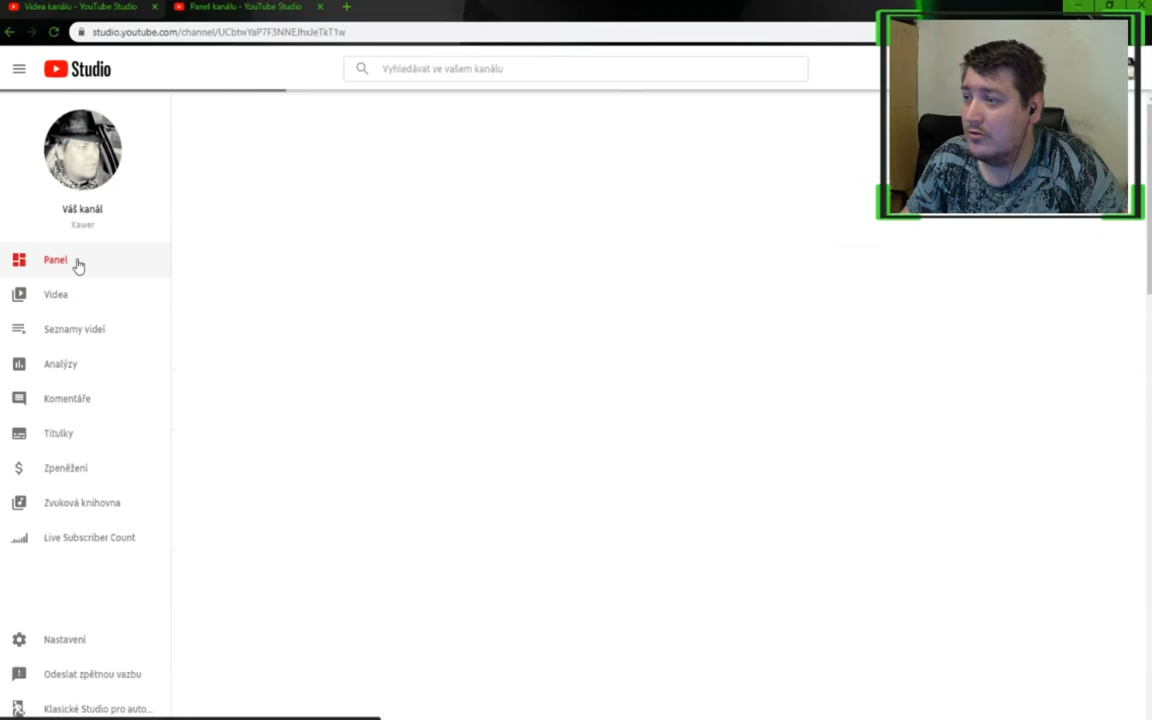 Videa kanálu - YouTube Studio
Panel kanálu - YouTube Studio
studio.youtube.com/channel/UCbtwYaP7F3NNEJhxJeTkT1w
Studio
Vyhledávat ve vašem kanálu
Váš kanál
Xawer
Panel
Videa
Seznamy videí
Analýzy
Komentáře
Titulky
Zpeněžení
Zvuková knihovna
Live Subscriber Count
Nastavení
Odeslat zpětnou vazbu
Klasické Studio pro auto...